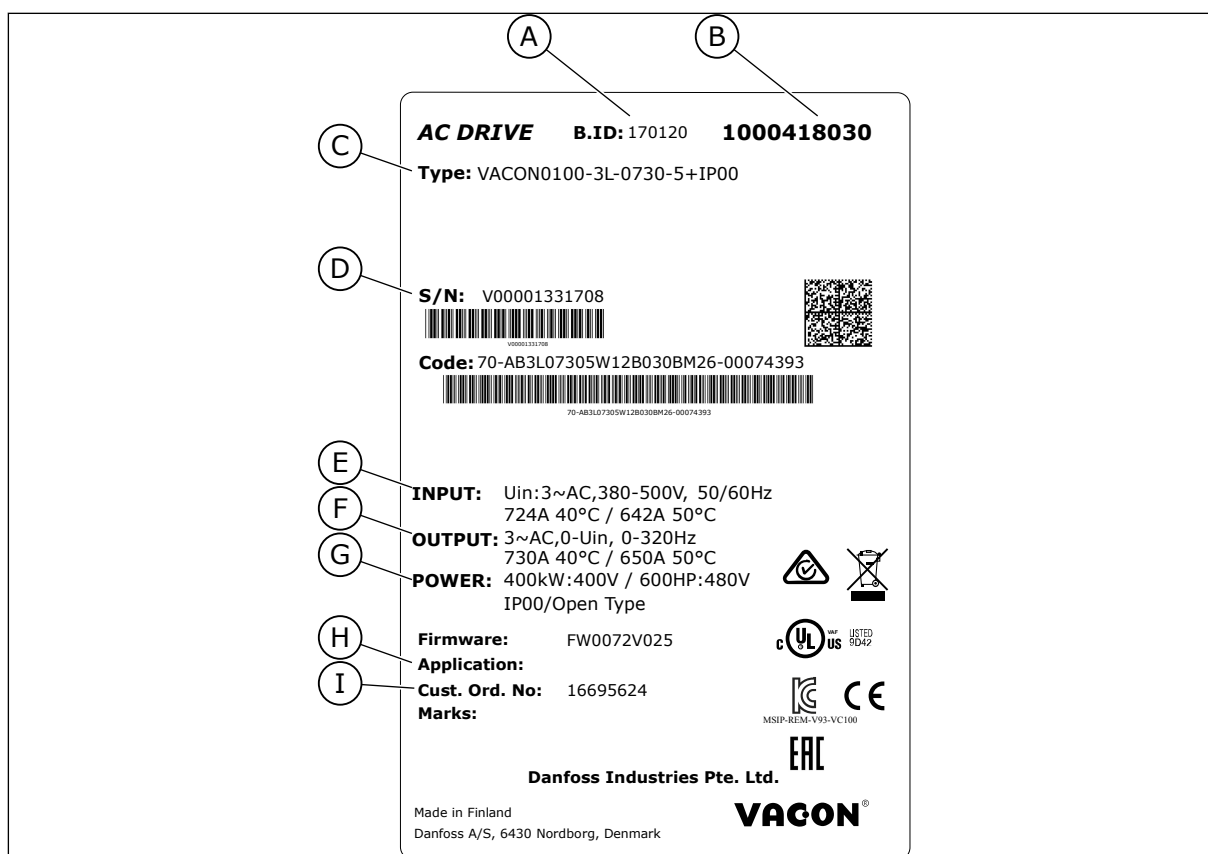 A B
AC DRIVE B.ID: 170120 1000418030
C
Type: VACON0100-3L-0730-5+IP00
D
S/N: V00001331708
V00001331708
Code: 70-AB3L07305W12B030BM26-00074393
70-AB3L07305W12B030BM26-00074393
E
INPUT: Uin:3~AC,380-500V, 50/60Hz
724A 40°C / 642A 50°C
F
OUTPUT: 3~AC,0-Uin, 0-320Hz
730A 40°C / 650A 50°C
G
POWER: 400kW:400V / 600HP:480V
IP00/Open Type
Firmware: FW0072V025
C UL US VAF LISTED 9D42
H
Application:
I
Cust. Ord. No: 16695624
Marks:
CE
MSIP-REM-V93-VC100
EAC
Danfoss Industries Pte. Ltd.
Made in Finland
VACON®
Danfoss A/S, 6430 Nordborg, Denmark